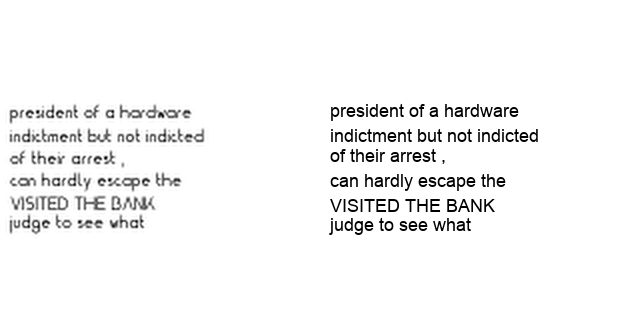 president of a hardware
indictment but not indicted
of their arrest ,
can hardly escape the
VISITED THE BANK
judge to see what
president of a hardware
indictment but not indicted
of their arrest ,
can hardly escape the
VISITED THE BANK
judge to see what